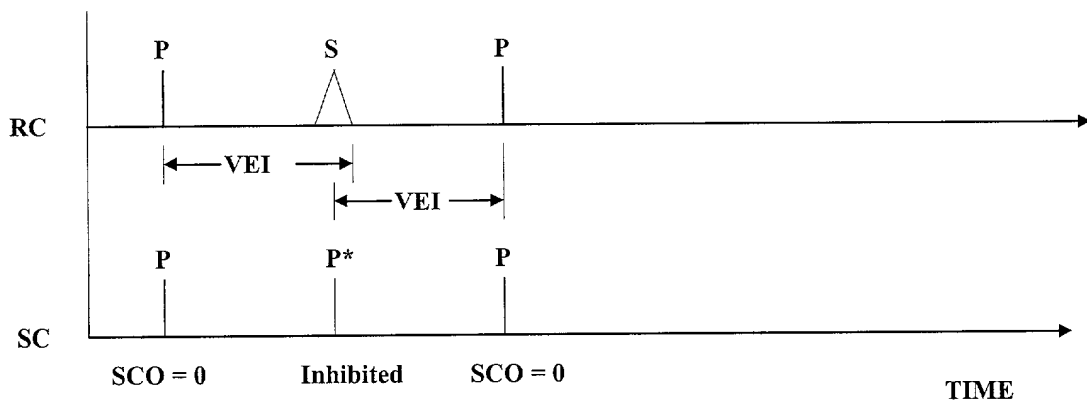 P S P
RC
VEI
VEI
P P* P
SC
SCO = 0 Inhibited SCO = 0
TIME